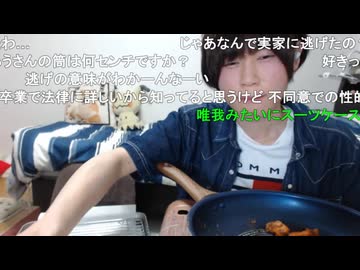 わ…
じゃあなんで実家に逃げたの
うさんの筒は何センチですか？
好きっ
逃げの意味がわかーんなーい
卒業で法律に詳しいから知ってると思うけど 不同意での性的
唯我みたいにスーツケース
OMM